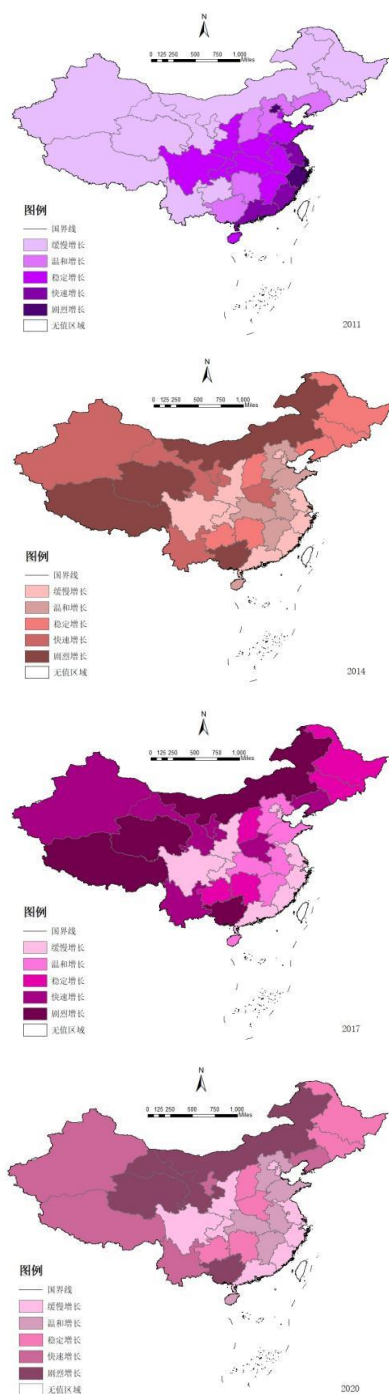 N
0 125 250 500 750 1,000
Miles
图例
国界线
缓慢增长
温和增长
稳定增长
快速增长
剧烈增长
无值区域
2011
N
0 125 250 500 750 1,000
Miles
图例
国界线
缓慢增长
温和增长
稳定增长
快速增长
剧烈增长
无值区域
2014
N
0 125 250 500 750 1,000
Miles
图例
国界线
缓慢增长
温和增长
稳定增长
快速增长
剧烈增长
无值区域
2017
N
0 125 250 500 750 1,000
Miles
图例
国界线
缓慢增长
温和增长
稳定增长
快速增长
剧烈增长
无值区域
2020